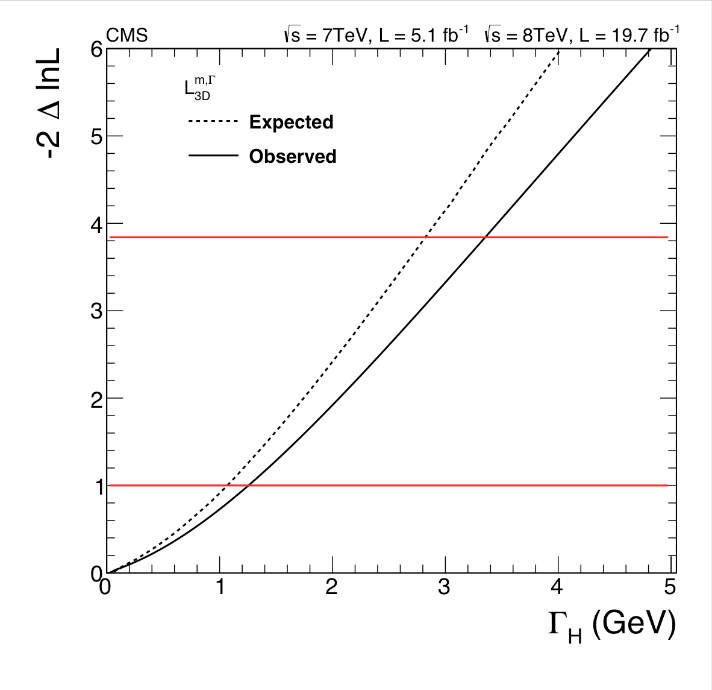 CMS √s = 7TeV, L = 5.1 fb⁻¹ √s = 8TeV, L = 19.7 fb⁻¹
-2 Δ lnL
L₃D^m,Γ
Expected
Observed
6
5
4
3
2
1
0
0 1 2 3 4 5
Γ_H (GeV)